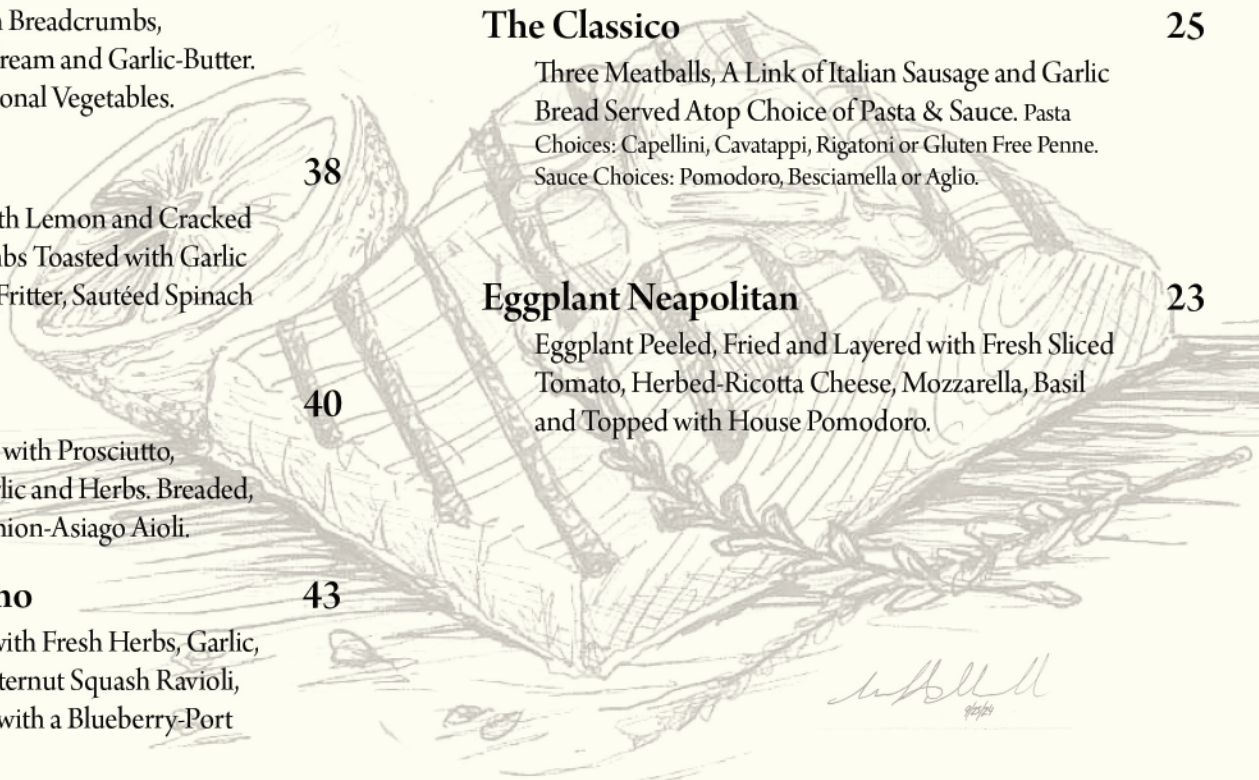 Breadcrumbs,
ream and Garlic-Butter.
onal Vegetables.
38
th Lemon and Cracked
bs Toasted with Garlic
Fritter, Sautéed Spinach
40
with Prosciutto,
lic and Herbs. Breaded,
nion-Asiago Aioli.
no 43
with Fresh Herbs, Garlic,
ternut Squash Ravioli,
with a Blueberry-Port
The Classico 25
Three Meatballs, A Link of Italian Sausage and Garlic
Bread Served Atop Choice of Pasta & Sauce. Pasta
Choices: Capellini, Cavatappi, Rigatoni or Gluten Free Penne.
Sauce Choices: Pomodoro, Besciamella or Aglio.
Eggplant Neapolitan 23
Eggplant Peeled, Fried and Layered with Fresh Sliced
Tomato, Herbed-Ricotta Cheese, Mozzarella, Basil
and Topped with House Pomodoro.